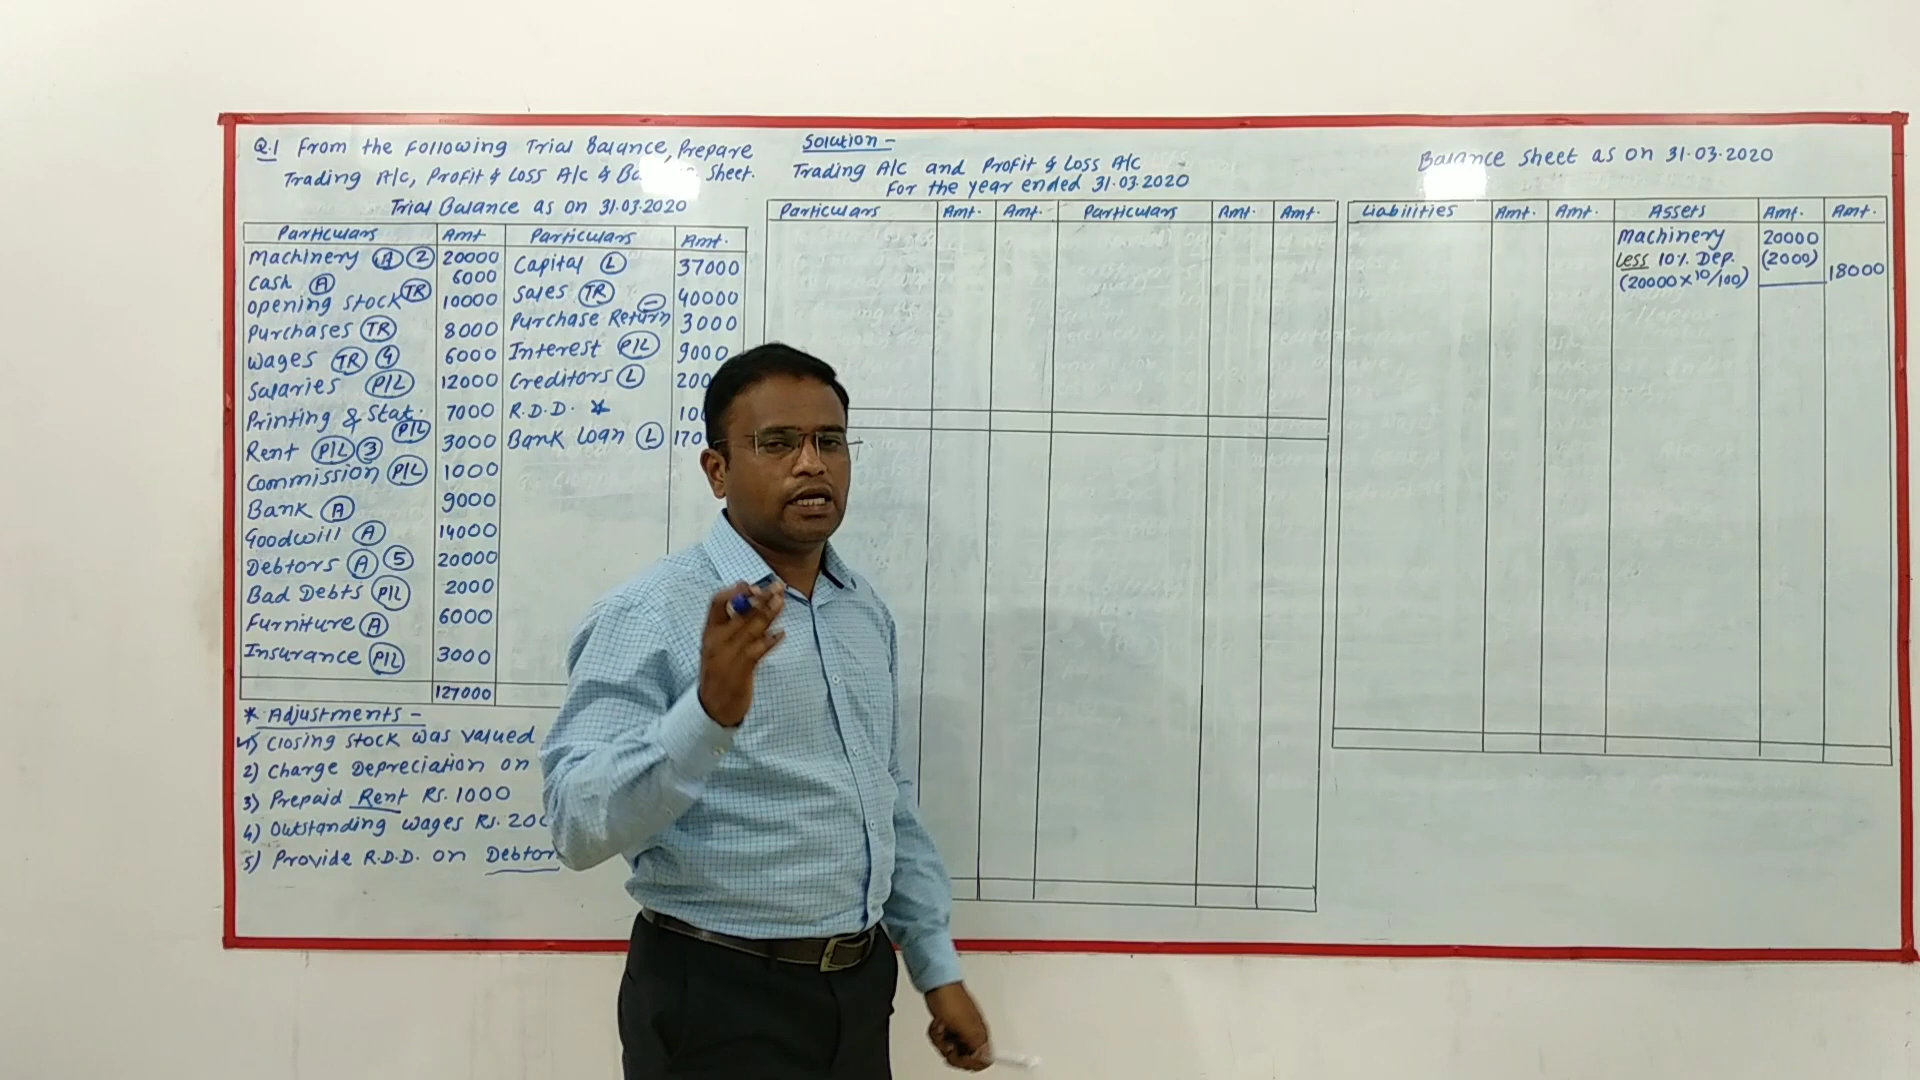 Q.1 From the Following Trial Balance, Prepare
Trading A/c, Profit & Loss A/c & Sheet.
Trial Balance as on 31.03.2020
Particulars Amt Particulars Amt.
Machinery A 2 20000 Capital L 37000
Cash A 6000 Sales TR 40000
Opening Stock TR 10000 Purchase Return − 3000
Purchases TR 8000 Interest P/L 9000
Wages TR 4 6000 Creditors L
Salaries P/L 12000 R.D.D. *
Printing & Stat. P/L 7000 Bank Loan L
Rent P/L 3 3000
Commission P/L 1000
Bank A 9000
Goodwill A 14000
Debtors A 5 20000
Bad Debts P/L 2000
Furniture A 6000
Insurance P/L 3000
127000
* Adjustments -
1) Closing Stock was valued
2) Charge Depreciation on
3) Prepaid Rent Rs. 1000
4) Outstanding wages Rs.
5) Provide R.D.D. on
Solution -
Trading A/c and Profit & Loss A/c
For the year ended 31.03.2020
Particulars Amt. Amt. Particulars Amt. Amt.
Balance Sheet as on 31.03.2020
Liabilities Amt. Amt. Assets Amt. Amt.
Machinery 20000
Less 10% Dep. (2000)
(20000×10/100) 18000